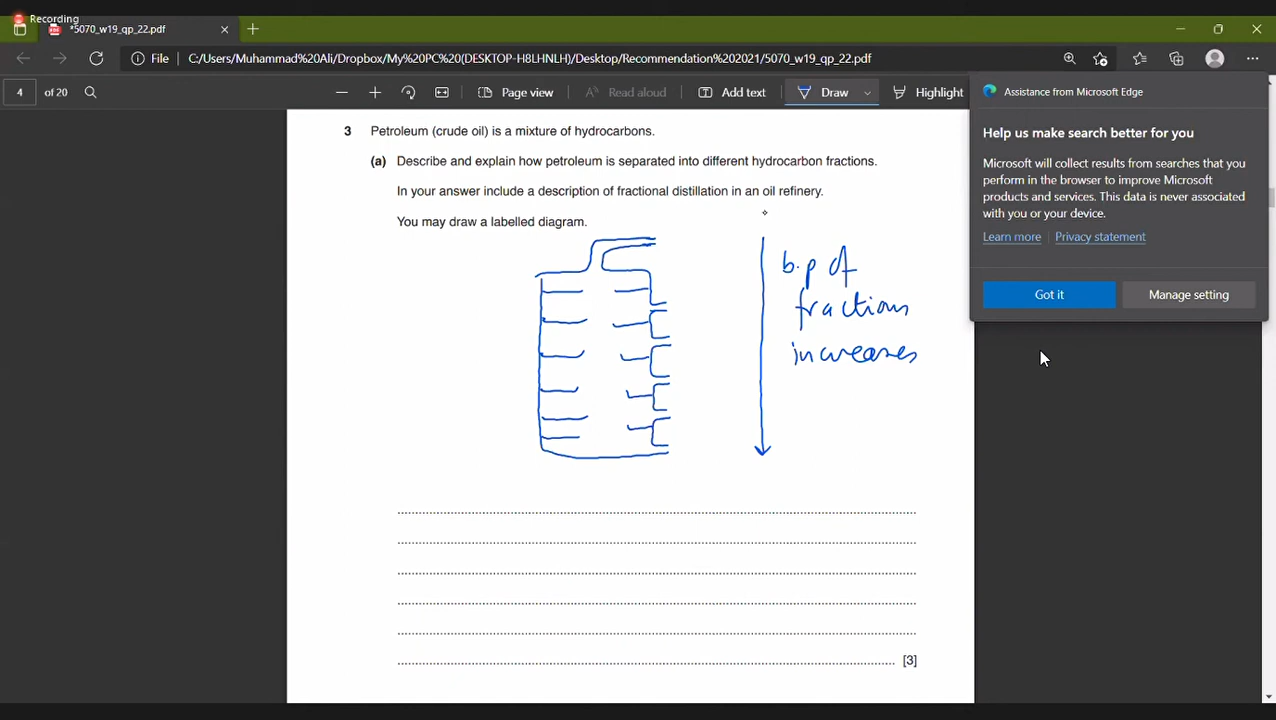 Recording
*5070_w19_qp_22.pdf
File C:/Users/Muhammad%20Ali/Dropbox/My%20PC%20(DESKTOP-H8LHNLH)/Desktop/Recommendation%202021/5070_w19_qp_22.pdf
4 of 20 Page view Read aloud Add text Draw Highlight
Assistance from Microsoft Edge
Help us make search better for you
Microsoft will collect results from searches that you
perform in the browser to improve Microsoft
products and services. This data is never associated
with you or your device.
Learn more Privacy statement
Got it Manage setting
3 Petroleum (crude oil) is a mixture of hydrocarbons.
(a) Describe and explain how petroleum is separated into different hydrocarbon fractions.
In your answer include a description of fractional distillation in an oil refinery.
You may draw a labelled diagram.
b.p of
fractions
increases
[3]